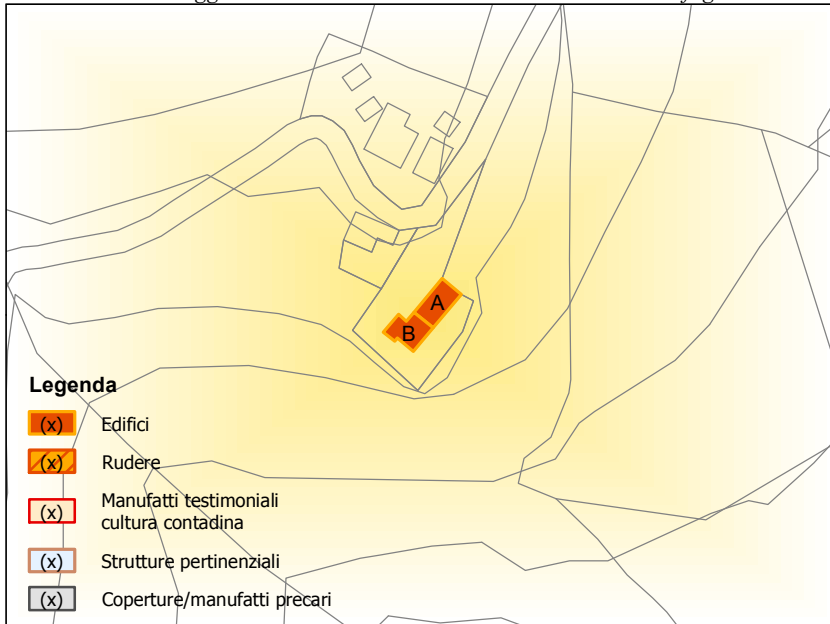 A
B
Legenda
(x) Edifici
(x) Rudere
(x) Manufatti testimoniali
cultura contadina
(x) Strutture pertinenziali
(x) Coperture/manufatti precari